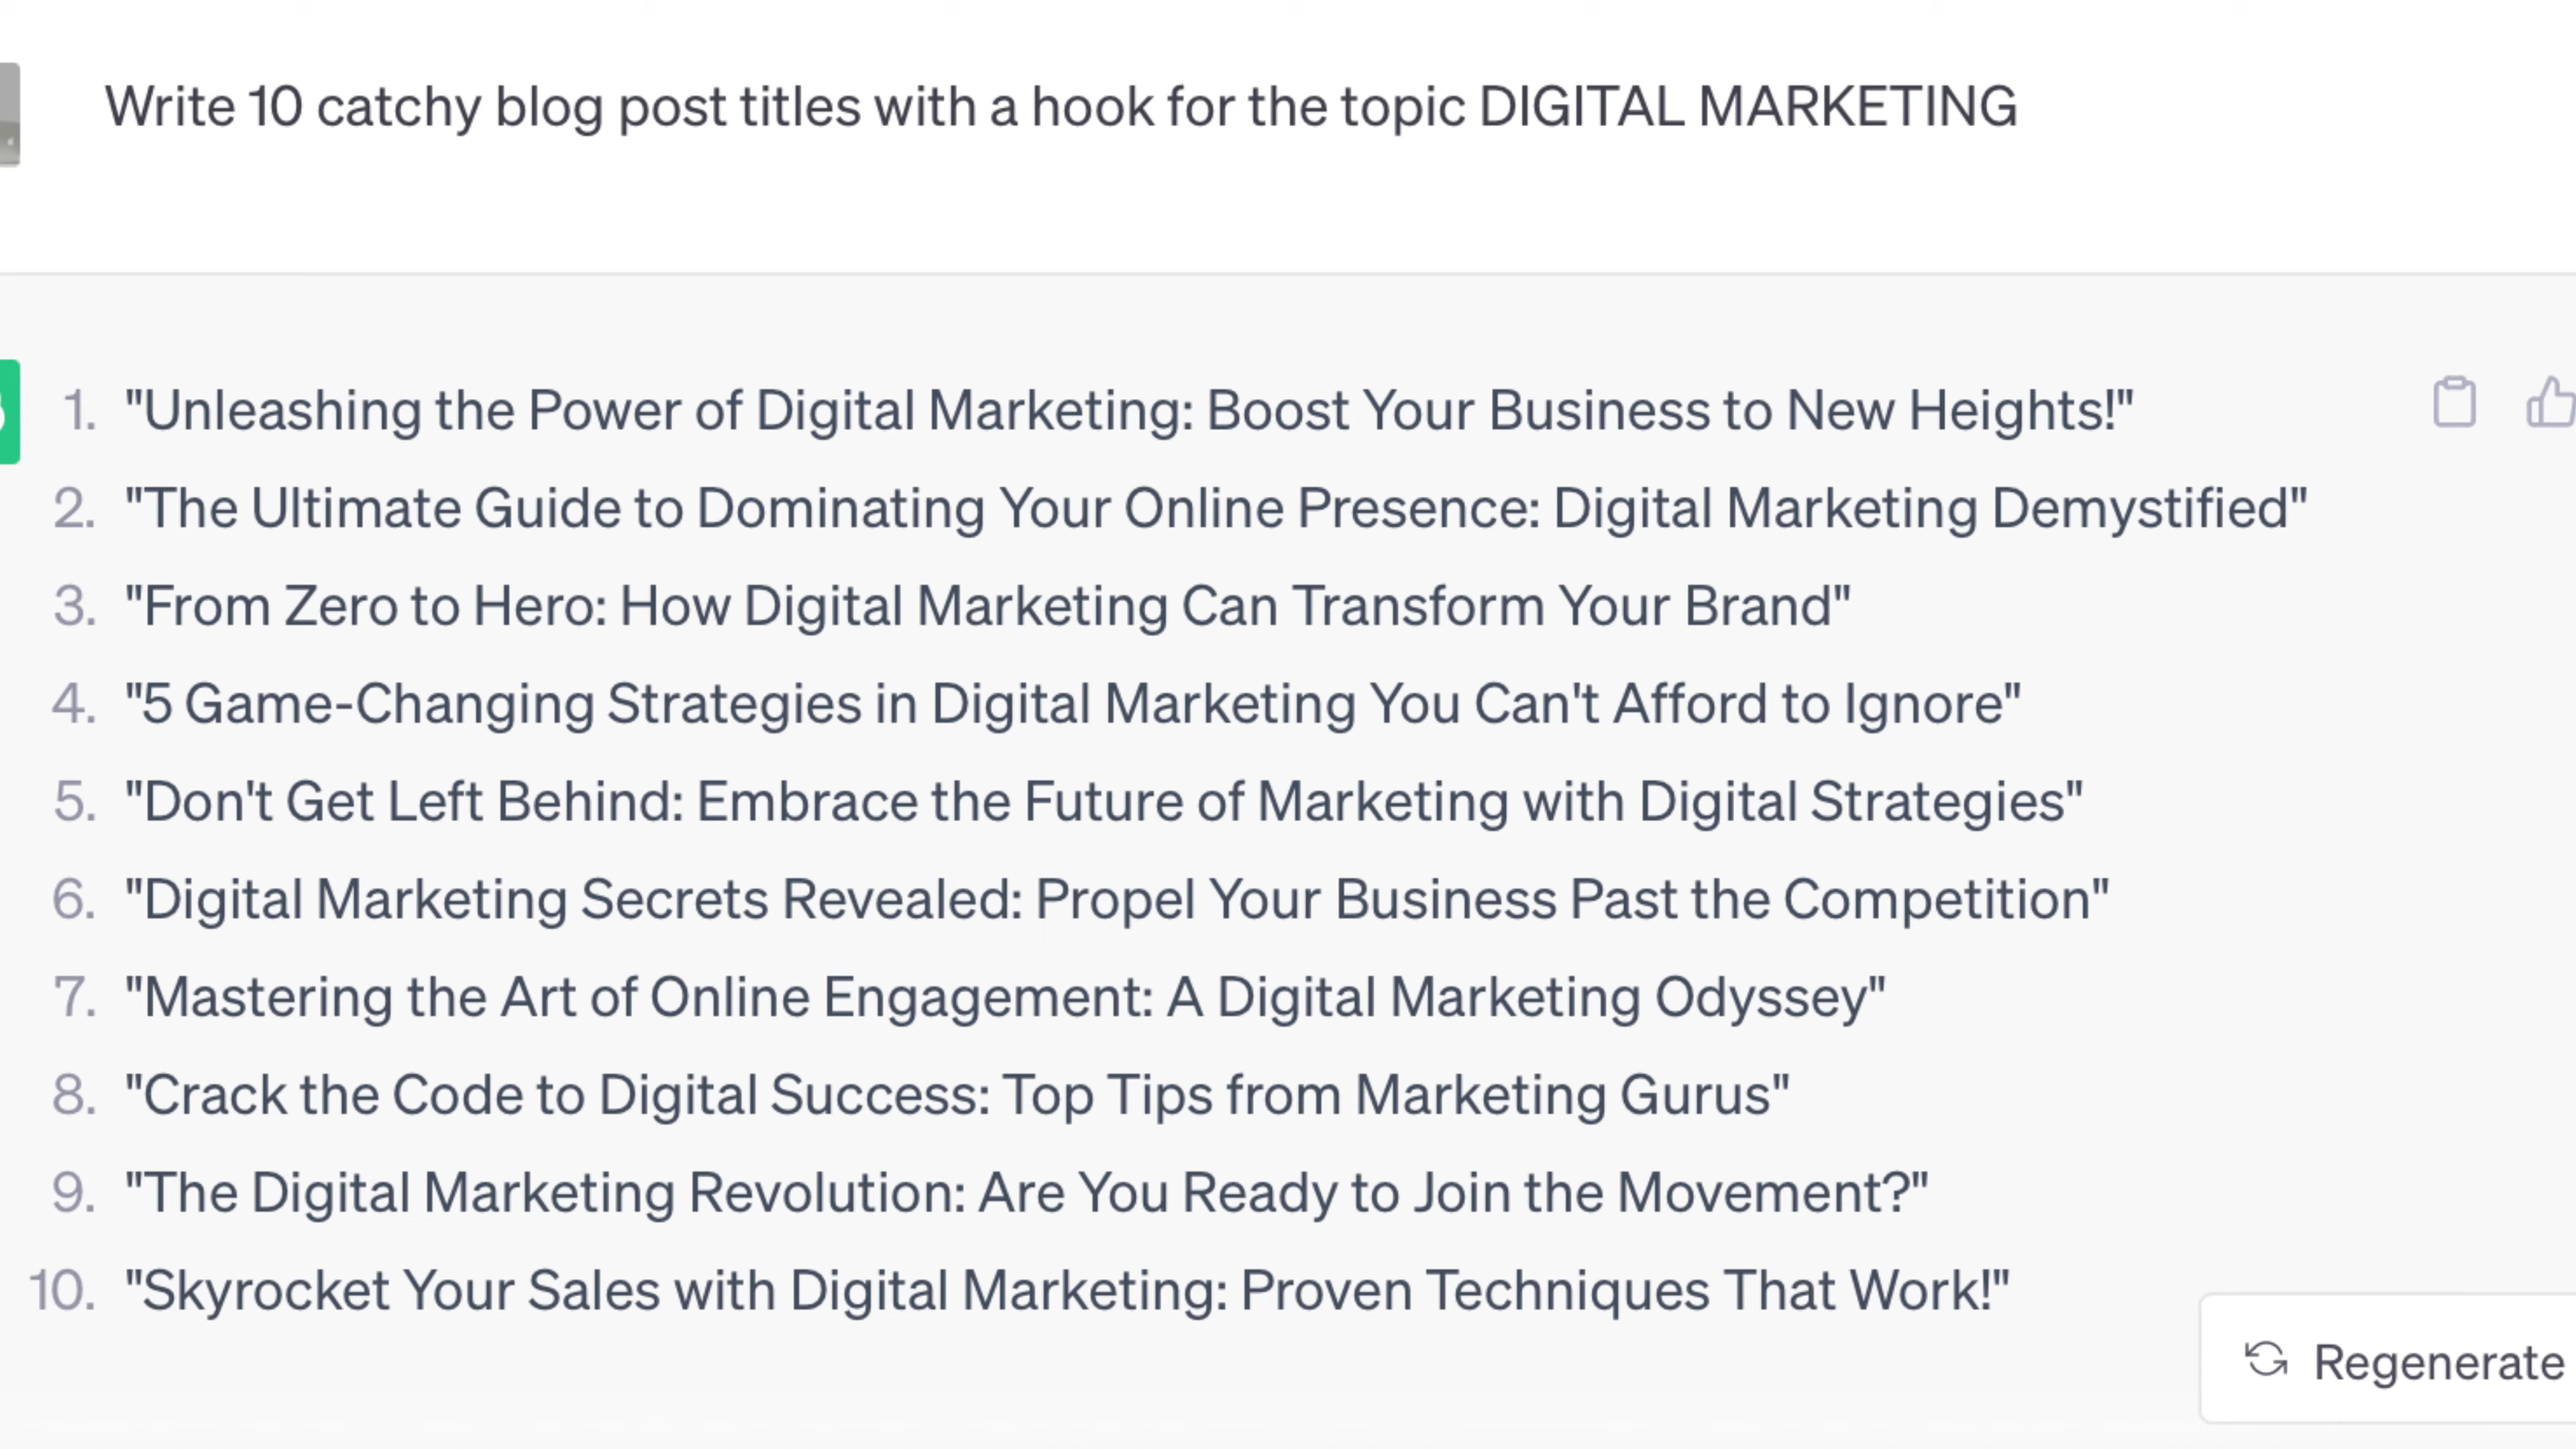 Write 10 catchy blog post titles with a hook for the topic DIGITAL MARKETING
1. "Unleashing the Power of Digital Marketing: Boost Your Business to New Heights!"
2. "The Ultimate Guide to Dominating Your Online Presence: Digital Marketing Demystified"
3. "From Zero to Hero: How Digital Marketing Can Transform Your Brand"
4. "5 Game-Changing Strategies in Digital Marketing You Can't Afford to Ignore"
5. "Don't Get Left Behind: Embrace the Future of Marketing with Digital Strategies"
6. "Digital Marketing Secrets Revealed: Propel Your Business Past the Competition"
7. "Mastering the Art of Online Engagement: A Digital Marketing Odyssey"
8. "Crack the Code to Digital Success: Top Tips from Marketing Gurus"
9. "The Digital Marketing Revolution: Are You Ready to Join the Movement?"
10. "Skyrocket Your Sales with Digital Marketing: Proven Techniques That Work!"
Regenerate